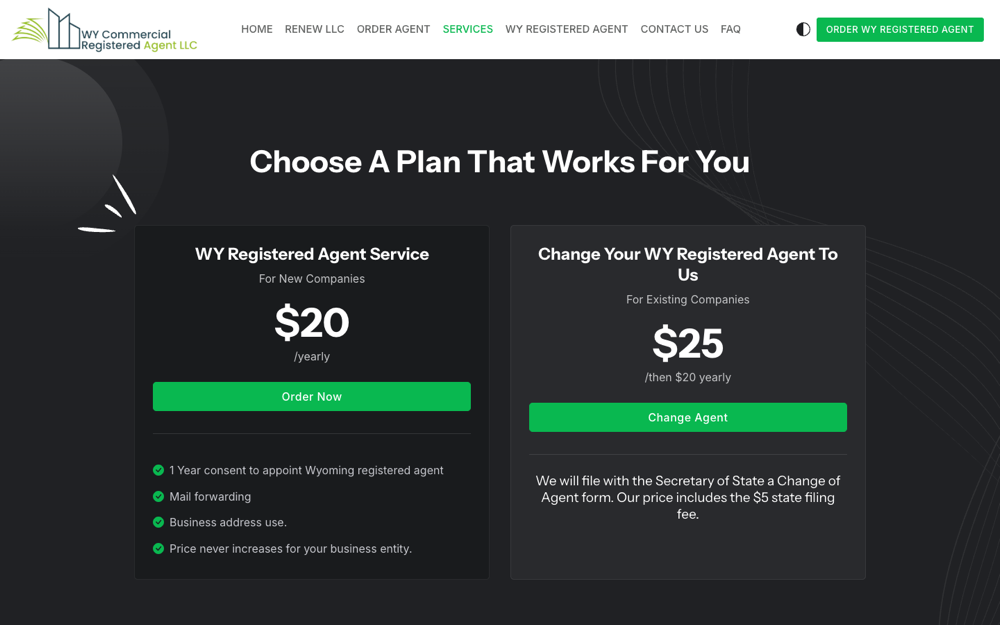 WY Commercial
Registered Agent LLC
HOME RENEW LLC ORDER AGENT SERVICES WY REGISTERED AGENT CONTACT US FAQ
ORDER WY REGISTERED AGENT
Choose A Plan That Works For You
WY Registered Agent Service
For New Companies
$20
/yearly
Order Now
1 Year consent to appoint Wyoming registered agent
Mail forwarding
Business address use.
Price never increases for your business entity.
Change Your WY Registered Agent To
Us
For Existing Companies
$25
/then $20 yearly
Change Agent
We will file with the Secretary of State a Change of
Agent form. Our price includes the $5 state filing
fee.